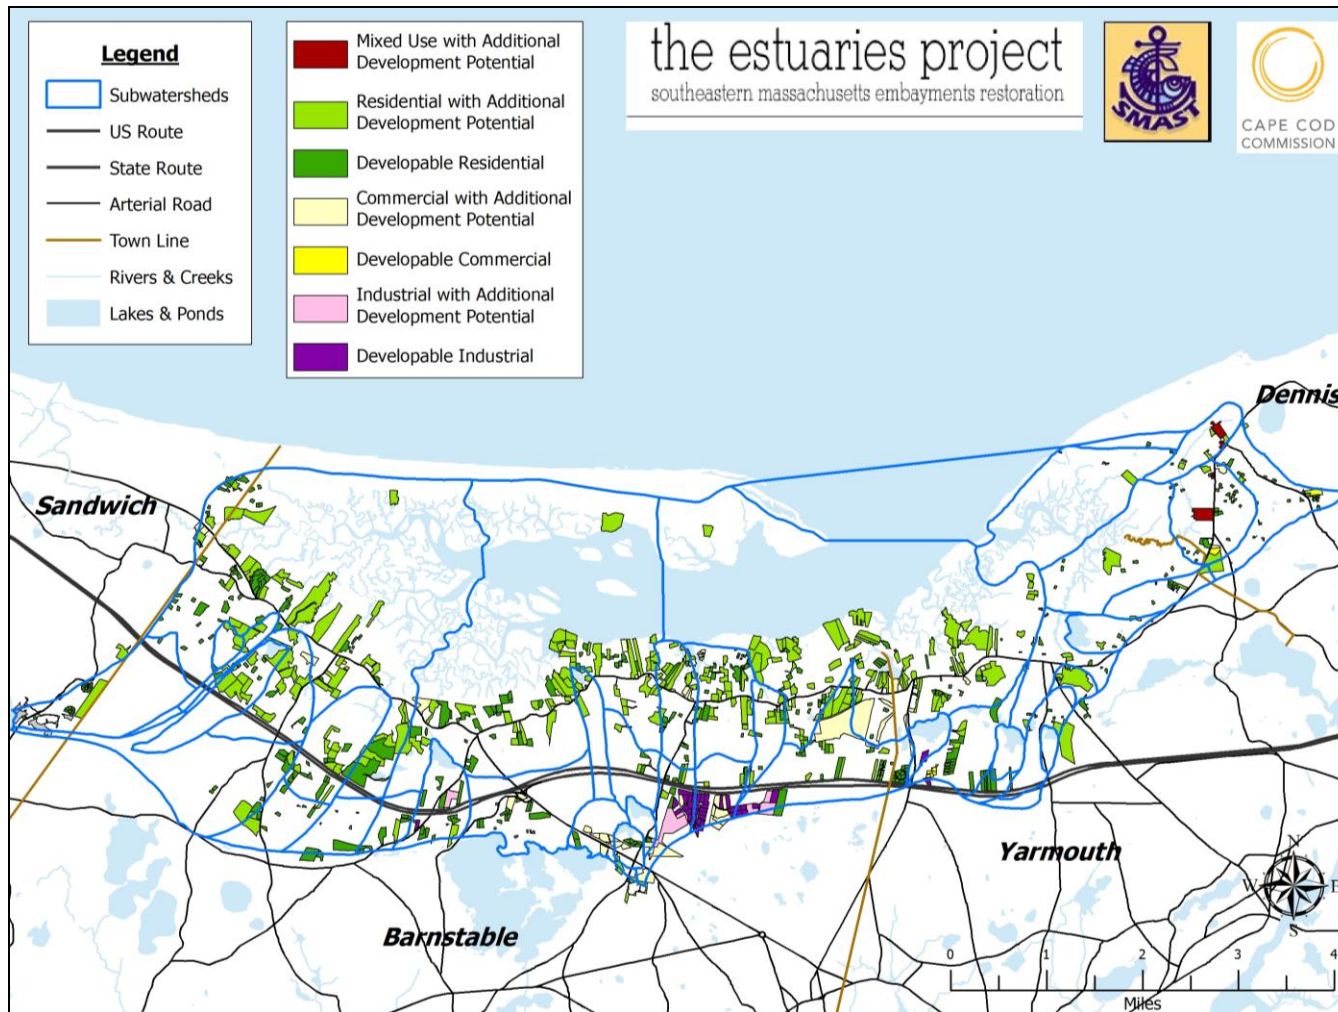 Legend
Subwatersheds
US Route
State Route
Arterial Road
Town Line
Rivers & Creeks
Lakes & Ponds
Mixed Use with Additional
Development Potential
Residential with Additional
Development Potential
Developable Residential
Commercial with Additional
Development Potential
Developable Commercial
Industrial with Additional
Development Potential
Developable Industrial
the estuaries project
southeastern massachusetts embayments restoration
SMAST
CAPE COD
COMMISSION
Dennis
Sandwich
Yarmouth
Barnstable
N
W E
S
0 1 2 3 4
Miles